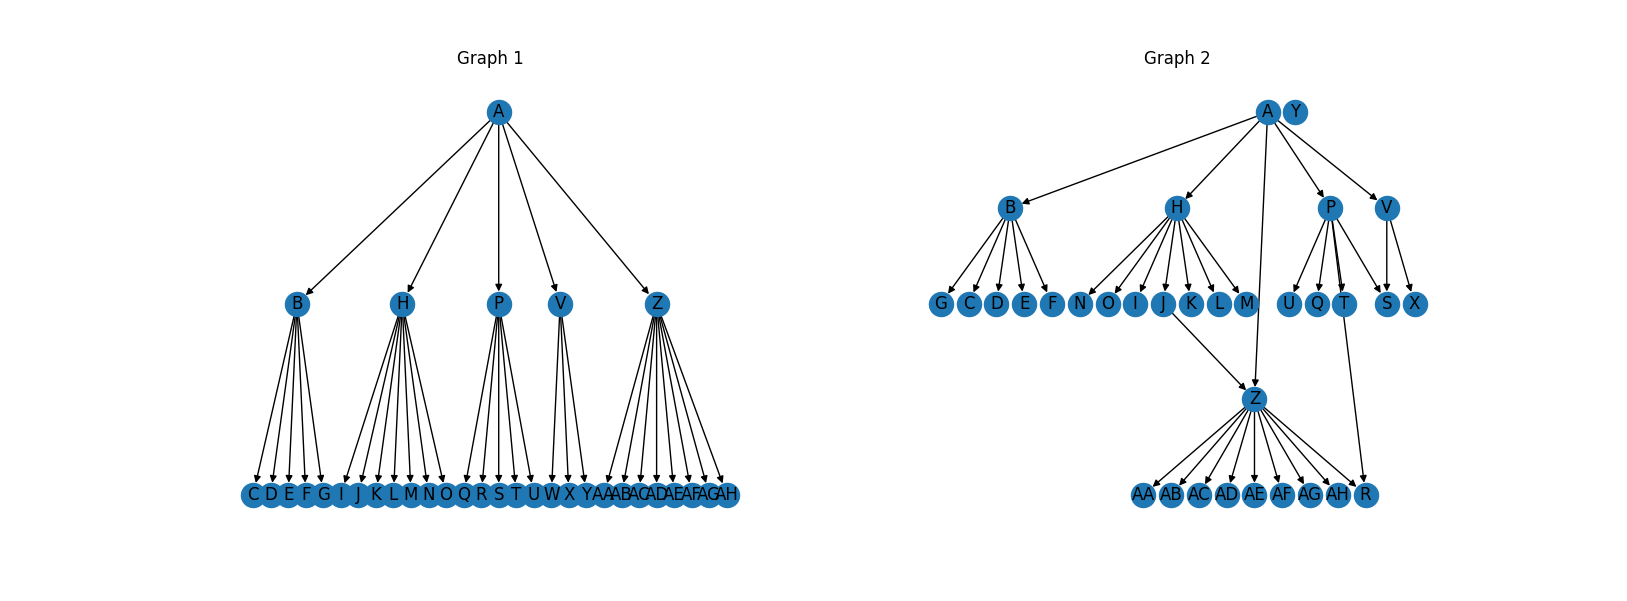 Graph 1 Graph 2
A A Y
B H P V
B H P V Z G C D E F N O I J K L M U Q T S X
Z
C D E F G I J K L M N O Q R S T U W X Y AA AB AC AD AE AF AG AH AA AB AC AD AE AF AG AH R